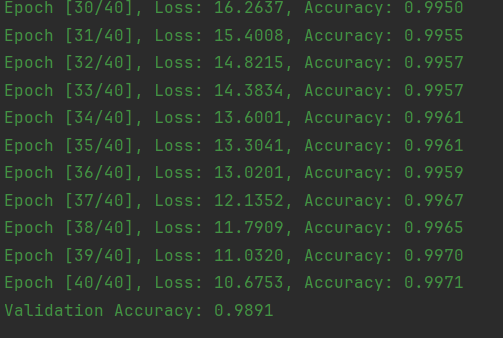 Epoch [30/40], Loss: 16.2637, Accuracy: 0.9950
Epoch [31/40], Loss: 15.4008, Accuracy: 0.9955
Epoch [32/40], Loss: 14.8215, Accuracy: 0.9957
Epoch [33/40], Loss: 14.3834, Accuracy: 0.9957
Epoch [34/40], Loss: 13.6001, Accuracy: 0.9961
Epoch [35/40], Loss: 13.3041, Accuracy: 0.9961
Epoch [36/40], Loss: 13.0201, Accuracy: 0.9959
Epoch [37/40], Loss: 12.1352, Accuracy: 0.9967
Epoch [38/40], Loss: 11.7909, Accuracy: 0.9965
Epoch [39/40], Loss: 11.0320, Accuracy: 0.9970
Epoch [40/40], Loss: 10.6753, Accuracy: 0.9971
Validation Accuracy: 0.9891